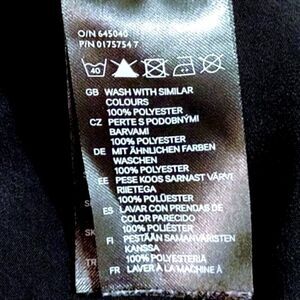 O/N 645040
P/N 0175754 7
40
GB WASH WITH SIMILAR
COLOURS
100% POLYESTER
CZ PERTE S PODOBNÝMI
BARVAMI
100% POLYESTER
DE MIT ÄHNLICHEN FARBEN
WASCHEN
100% POLYESTER
EE PESE KOOS SARNAST VÄRVI
RIIETEGA
100% POLÜESTER
ES LAVAR CON PRENDAS DE
COLOR PARECIDO
100% POLIÉSTER
FI PESTÄÄN SAMANVÄRISTEN
KANSSA
100% POLYESTERIA
FR LAVER À LA MACHINE À